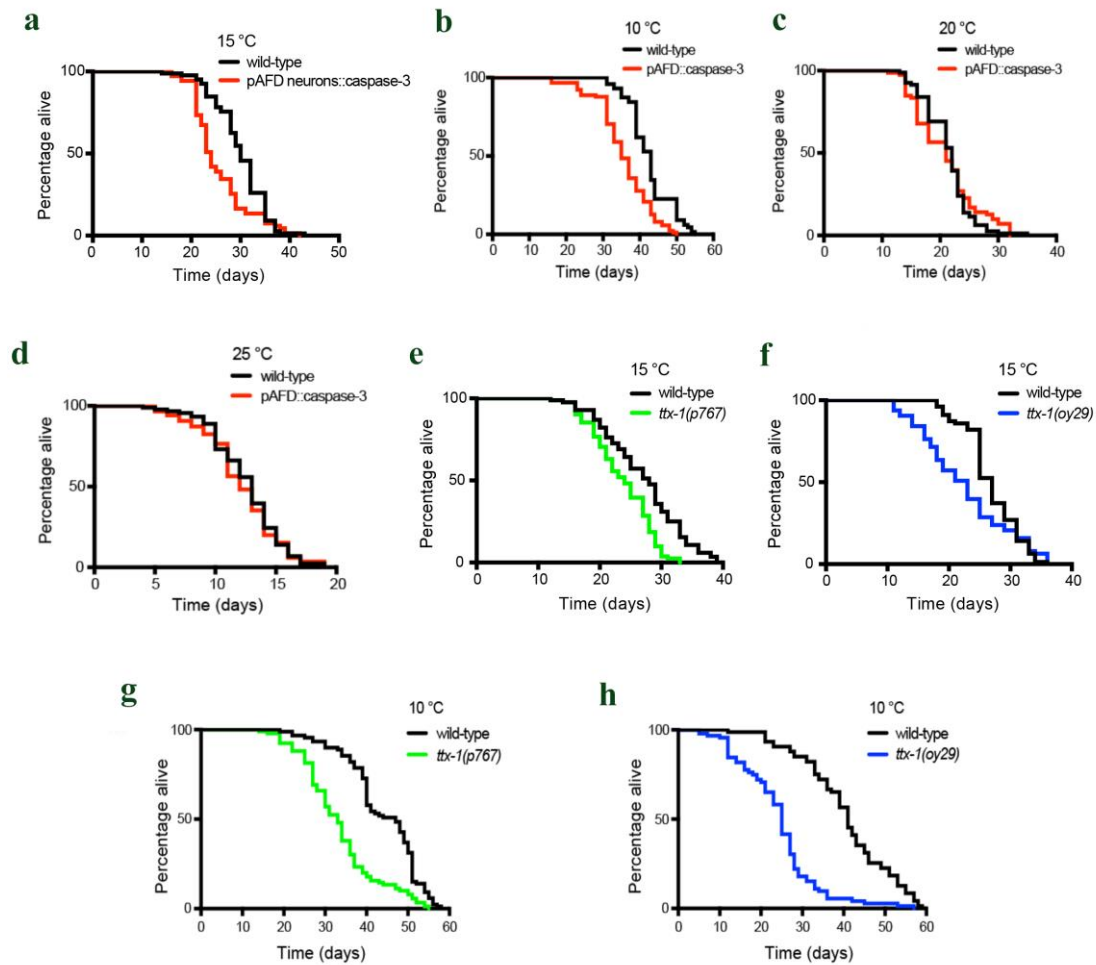 a
15 °C
wild-type
pAFD neurons::caspase-3
Percentage alive
100
50
0
0 10 20 30 40 50
Time (days)
b
10 °C
wild-type
pAFD::caspase-3
Percentage alive
100
50
0
0 10 20 30 40 50 60
Time (days)
c
20 °C
wild-type
pAFD::caspase-3
Percentage alive
100
50
0
0 10 20 30 40
Time (days)
d
25 °C
wild-type
pAFD::caspase-3
Percentage alive
100
50
0
0 5 10 15 20
Time (days)
e
15 °C
wild-type
ttx-1(p767)
Percentage alive
100
50
0
0 10 20 30 40
Time (days)
f
15 °C
wild-type
ttx-1(oy29)
Percentage alive
100
50
0
0 10 20 30 40
Time (days)
g
10 °C
wild-type
ttx-1(p767)
Percentage alive
100
50
0
0 10 20 30 40 50 60
Time (days)
h
10 °C
wild-type
ttx-1(oy29)
Percentage alive
100
50
0
0 10 20 30 40 50 60
Time (days)